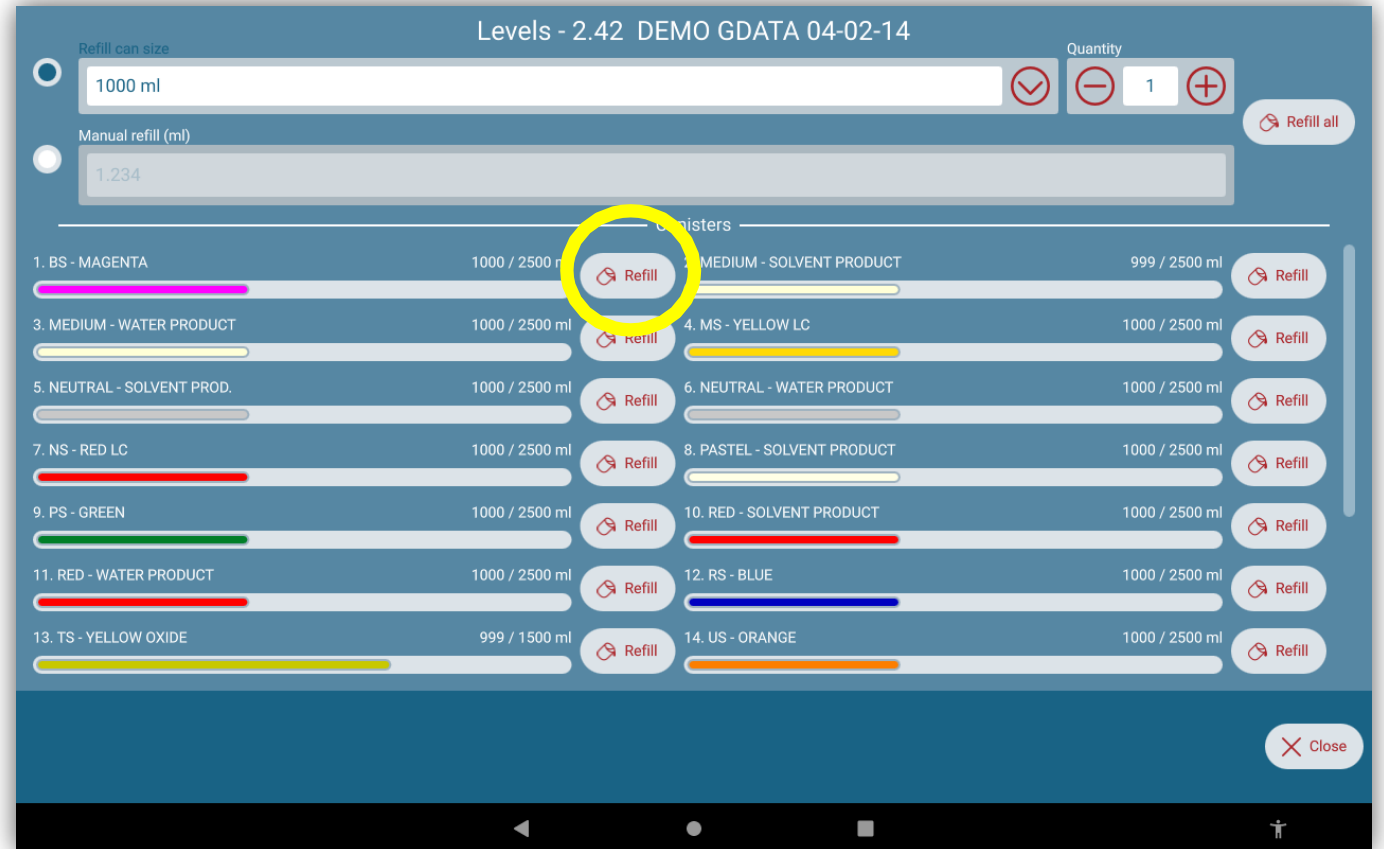 Levels - 2.42 DEMO GDATA 04-02-14
Refill can size
Quantity
1000 ml
1
Refill all
Manual refill (ml)
1.234
nisters
1. BS - MAGENTA 1000 / 2500 Refill MEDIUM - SOLVENT PRODUCT 999 / 2500 ml Refill
3. MEDIUM - WATER PRODUCT 1000 / 2500 ml Refill 4. MS - YELLOW LC 1000 / 2500 ml Refill
5. NEUTRAL - SOLVENT PROD. 1000 / 2500 ml Refill 6. NEUTRAL - WATER PRODUCT 1000 / 2500 ml Refill
7. NS - RED LC 1000 / 2500 ml Refill 8. PASTEL - SOLVENT PRODUCT 1000 / 2500 ml Refill
9. PS - GREEN 1000 / 2500 ml Refill 10. RED - SOLVENT PRODUCT 1000 / 2500 ml Refill
11. RED - WATER PRODUCT 1000 / 2500 ml Refill 12. RS - BLUE 1000 / 2500 ml Refill
13. TS - YELLOW OXIDE 999 / 1500 ml Refill 14. US - ORANGE 1000 / 2500 ml Refill
Close